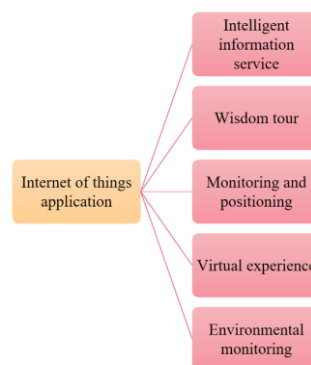 Intelligent
information
service
Wisdom tour
Internet of things
application
Monitoring and
positioning
Virtual experience
Environmental
monitoring